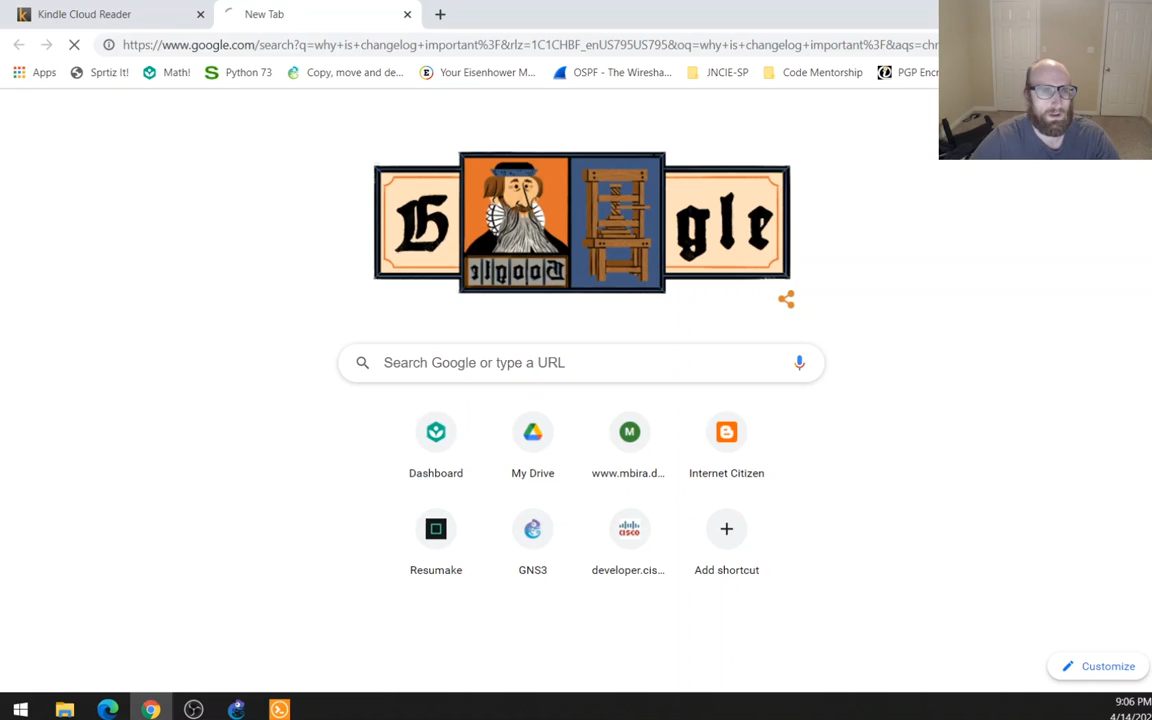 Kindle Cloud Reader
New Tab
https://www.google.com/search?q=why+is+changelog+important%3F&rlz=1C1CHBF_enUS795US795&oq=why+is+changelog+important%3F&aqs=chr
Apps
Sprtiz It!
Math!
Python 73
Copy, move and de...
Your Eisenhower M...
OSPF - The Wiresha...
JNCIE-SP
Code Mentorship
PGP Encr
G
Google
gle
Search Google or type a URL
Dashboard
My Drive
M
www.mbira.d...
Internet Citizen
Resumake
GNS3
cisco
developer.cis...
Add shortcut
Customize
9:06 PM
4/14/202